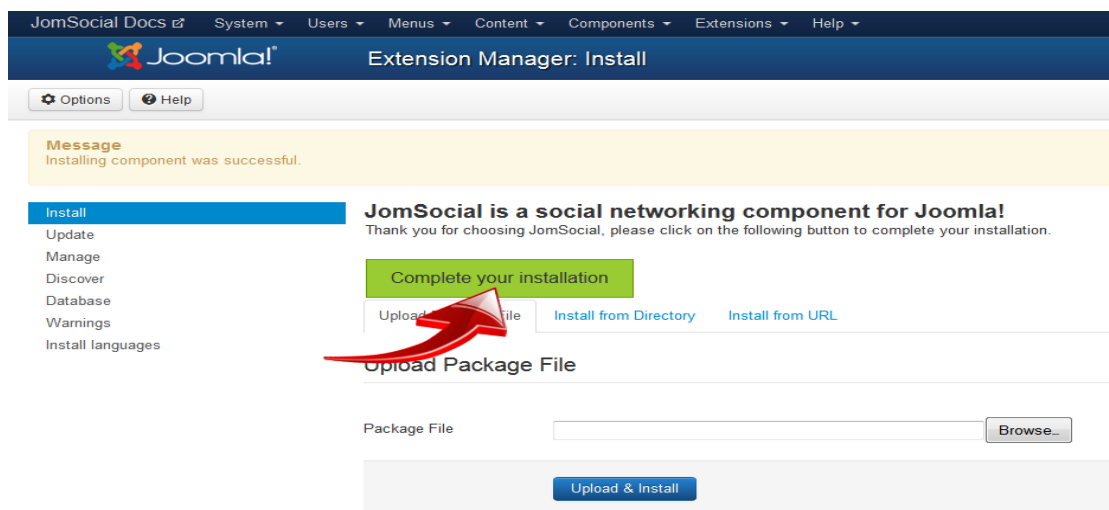 JomSocial Docs System Users Menus Content Components Extensions Help
Joomla!® Extension Manager: Install
Options Help
Message
Installing component was successful.
Install
Update
Manage
Discover
Database
Warnings
Install languages
JomSocial is a social networking component for Joomla!
Thank you for choosing JomSocial, please click on the following button to complete your installation.
Complete your installation
Upload File Install from Directory Install from URL
Upload Package File
Package File Browse...
Upload & Install